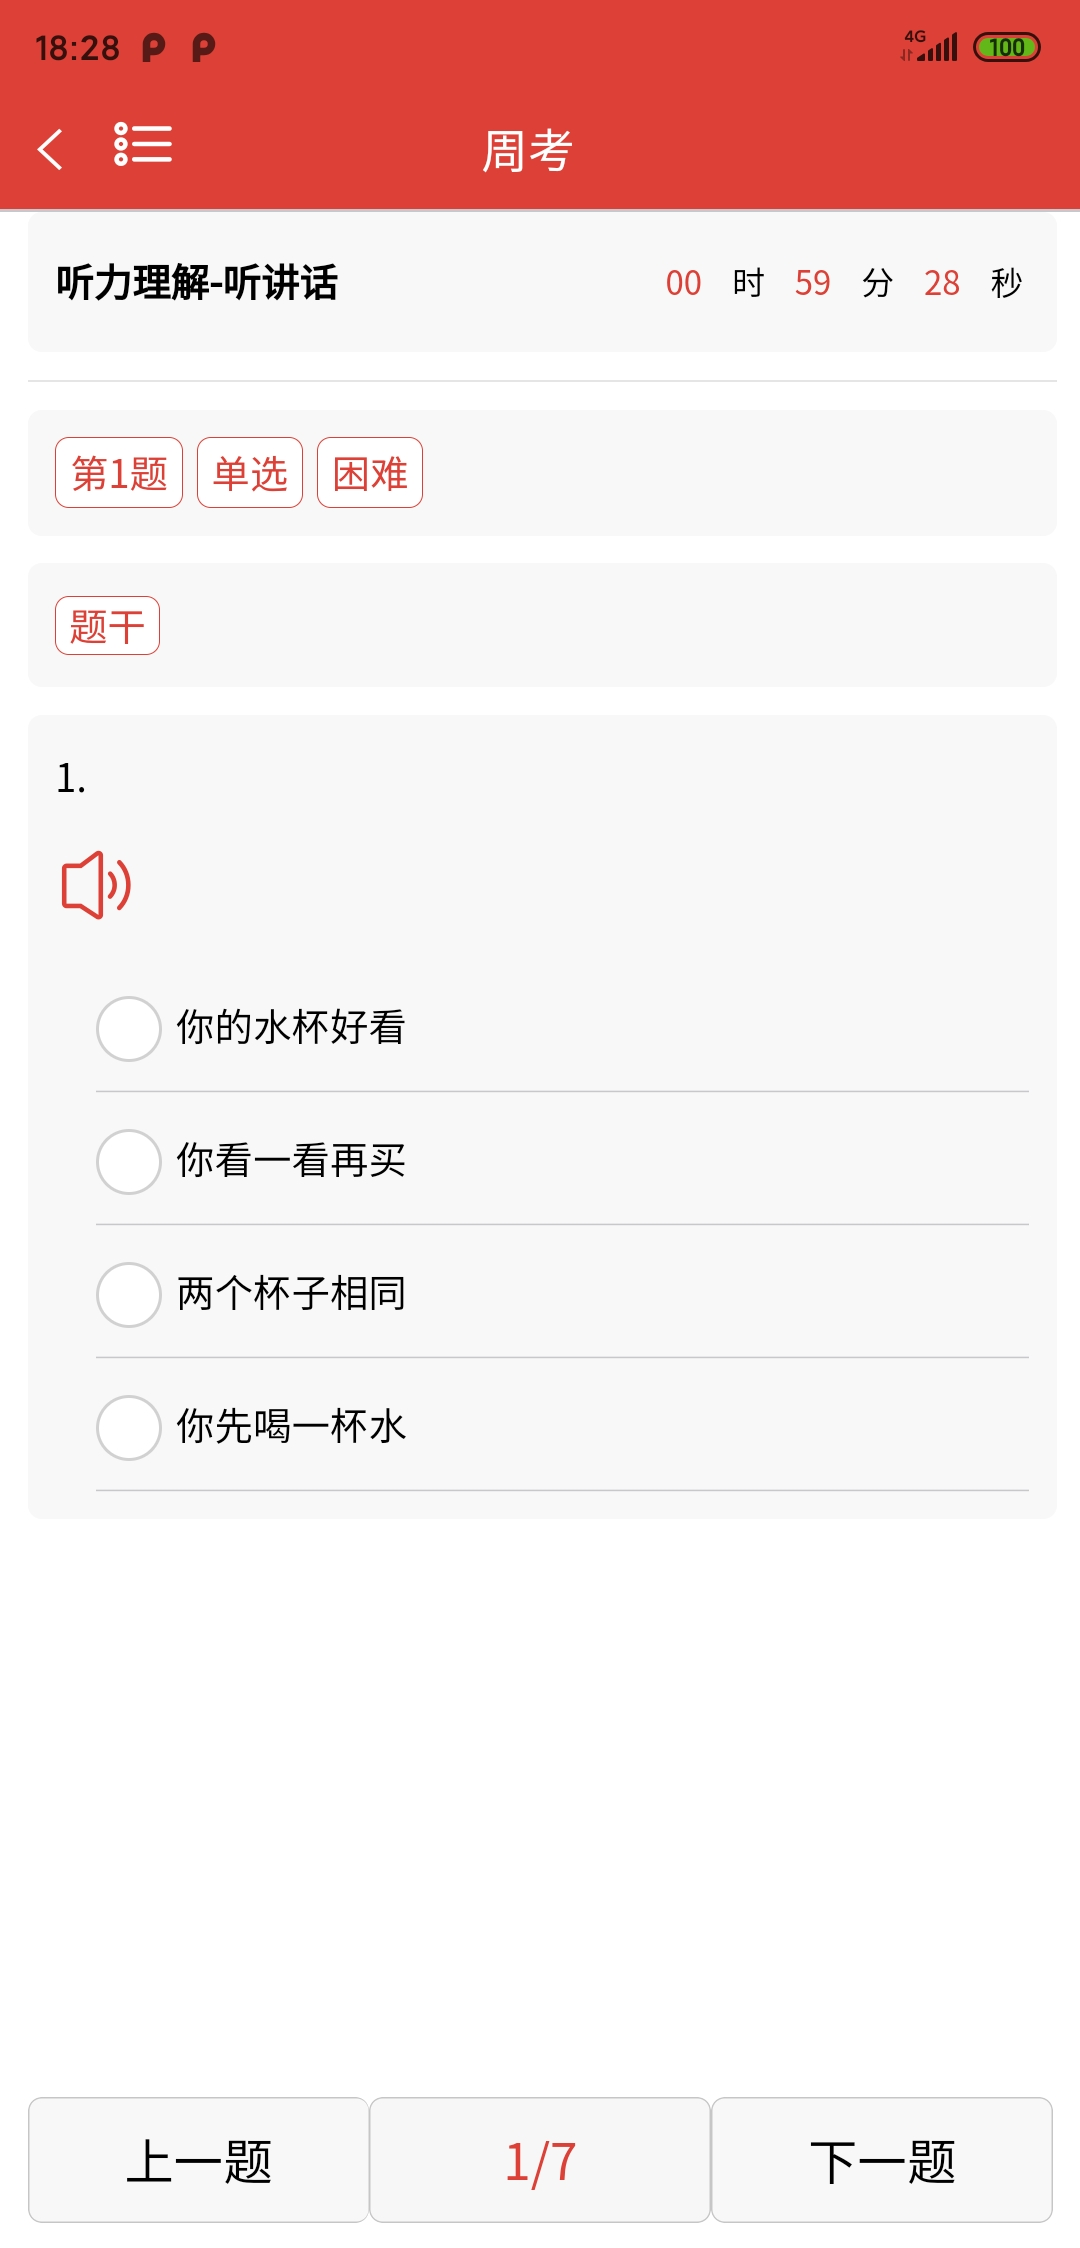 18:28
4G
100
周考
听力理解-听讲话
00 时 59 分 28 秒
第1题 单选 困难
题干
1.
你的水杯好看
你看一看再买
两个杯子相同
你先喝一杯水
上一题 1/7 下一题